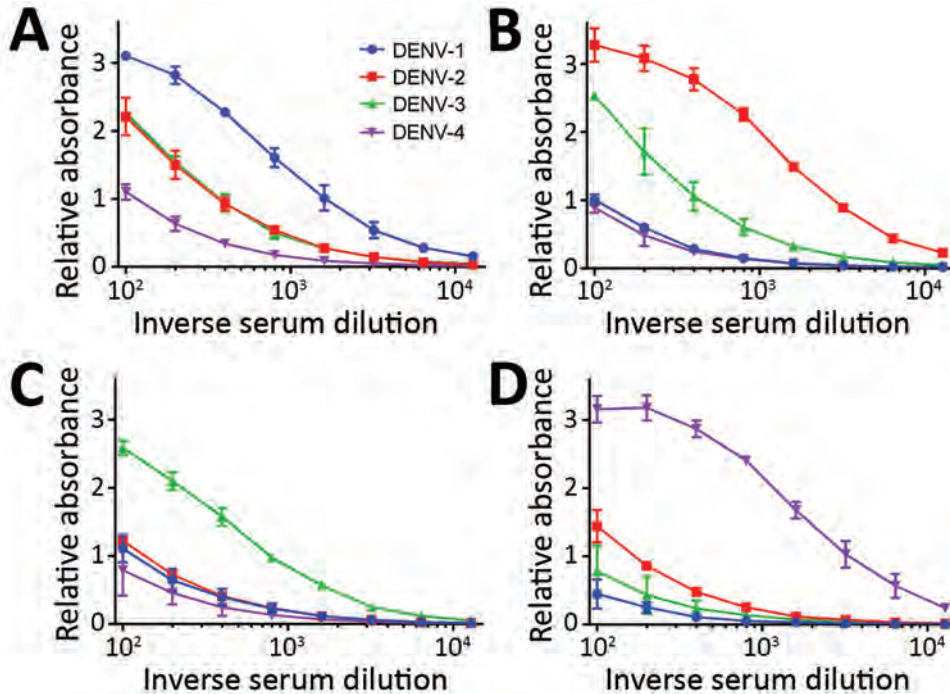 A
Relative absorbance
3
2
1
0
10²
10³
10⁴
Inverse serum dilution
DENV-1
DENV-2
DENV-3
DENV-4
B
Relative absorbance
3
2
1
0
10²
10³
10⁴
Inverse serum dilution
C
Relative absorbance
3
2
1
0
10²
10³
10⁴
Inverse serum dilution
D
Relative absorbance
3
2
1
0
10²
10³
10⁴
Inverse serum dilution